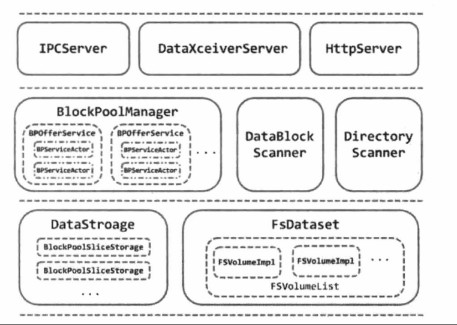 IPCServer
DataXceiverServer
HttpServer
BlockPoolManager
BPOfferService BPOfferService
BPServiceActor BPServiceActor
BPServiceActor BPServiceActor
...
DataBlock
Scanner
Directory
Scanner
DataStroage
BlockPoolSliceStorage
BlockPoolSliceStorage
...
FsDataset
FSVolumeImpl FSVolumeImpl ...
FSVolumeList